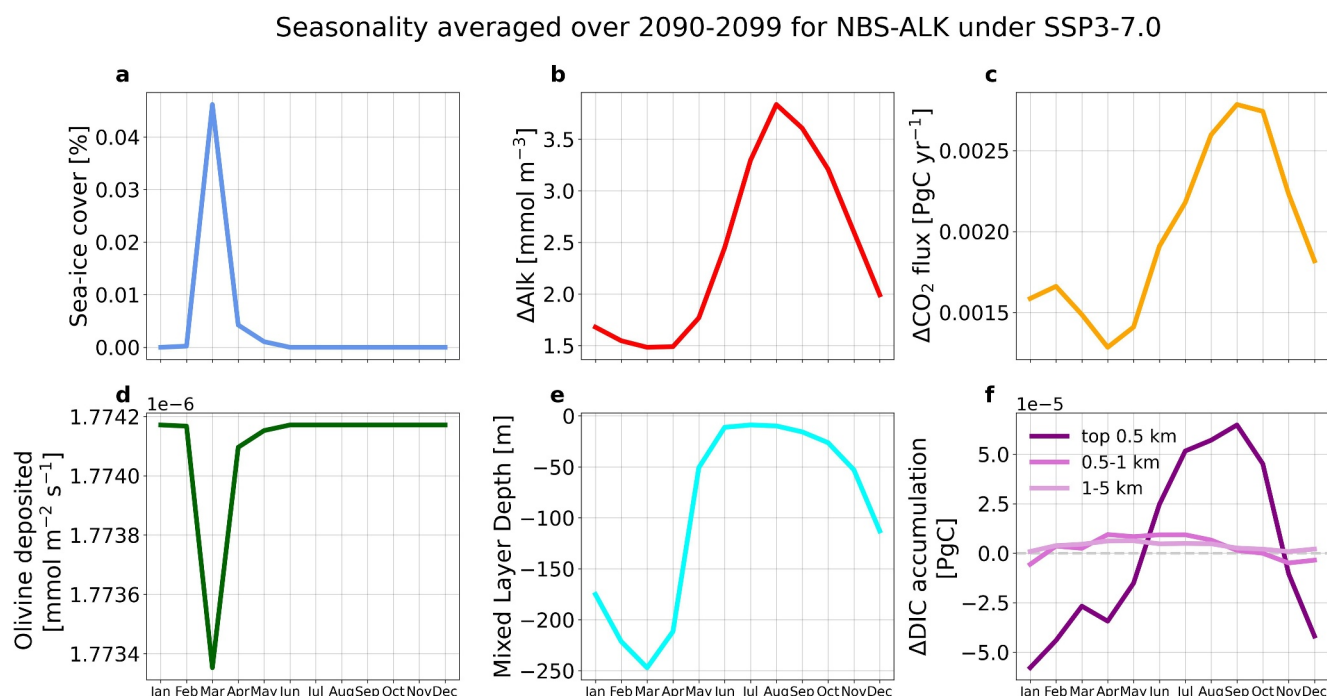 Seasonality averaged over 2090-2099 for NBS-ALK under SSP3-7.0
a
Sea-ice cover [%]
0.04
0.03
0.02
0.01
0.00
b
ΔAlk [mmol m⁻³]
3.5
3.0
2.5
2.0
1.5
c
ΔCO₂ flux [PgC yr⁻¹]
0.0025
0.0020
0.0015
d
1e−6
Olivine deposited
[mmol m⁻² s⁻¹]
1.7742
1.7740
1.7738
1.7736
1.7734
Jan Feb Mar Apr May Jun Jul Aug Sep Oct Nov Dec
e
Mixed Layer Depth [m]
0
−50
−100
−150
−200
−250
Jan Feb Mar Apr May Jun Jul Aug Sep Oct Nov Dec
f
1e−5
ΔDIC accumulation
[PgC]
5.0
2.5
0.0
−2.5
−5.0
top 0.5 km
0.5-1 km
1-5 km
Jan Feb Mar Apr May Jun Jul Aug Sep Oct Nov Dec